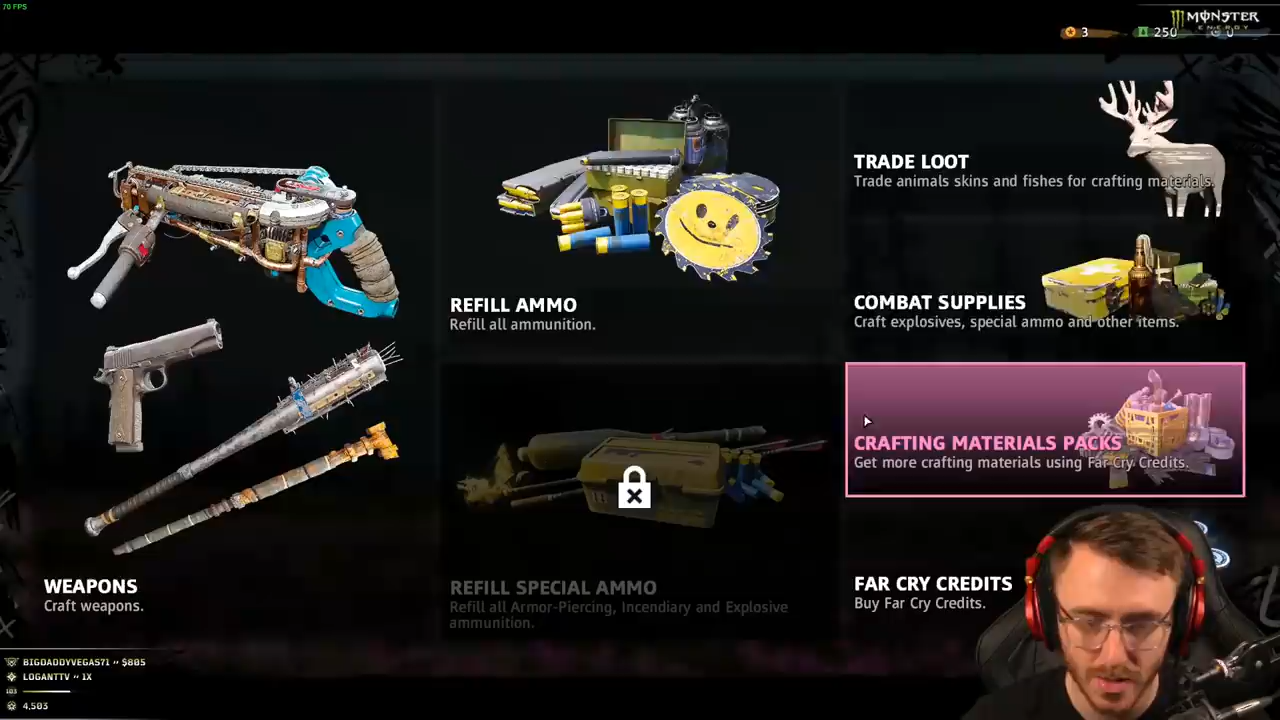 70 FPS
MONSTER
ENERGY
3
250
0
TRADE LOOT
Trade animals skins and fishes for crafting materials.
REFILL AMMO
Refill all ammunition.
COMBAT SUPPLIES
Craft explosives, special ammo and other items.
CRAFTING MATERIALS PACKS
Get more crafting materials using Far Cry Credits.
WEAPONS
Craft weapons.
REFILL SPECIAL AMMO
Refill all Armor-Piercing, Incendiary and Explosive
ammunition.
FAR CRY CREDITS
Buy Far Cry Credits.
BIGDADDYVEGAS71 ·· $805
LOGANTTV ·· 1X
103
4,503